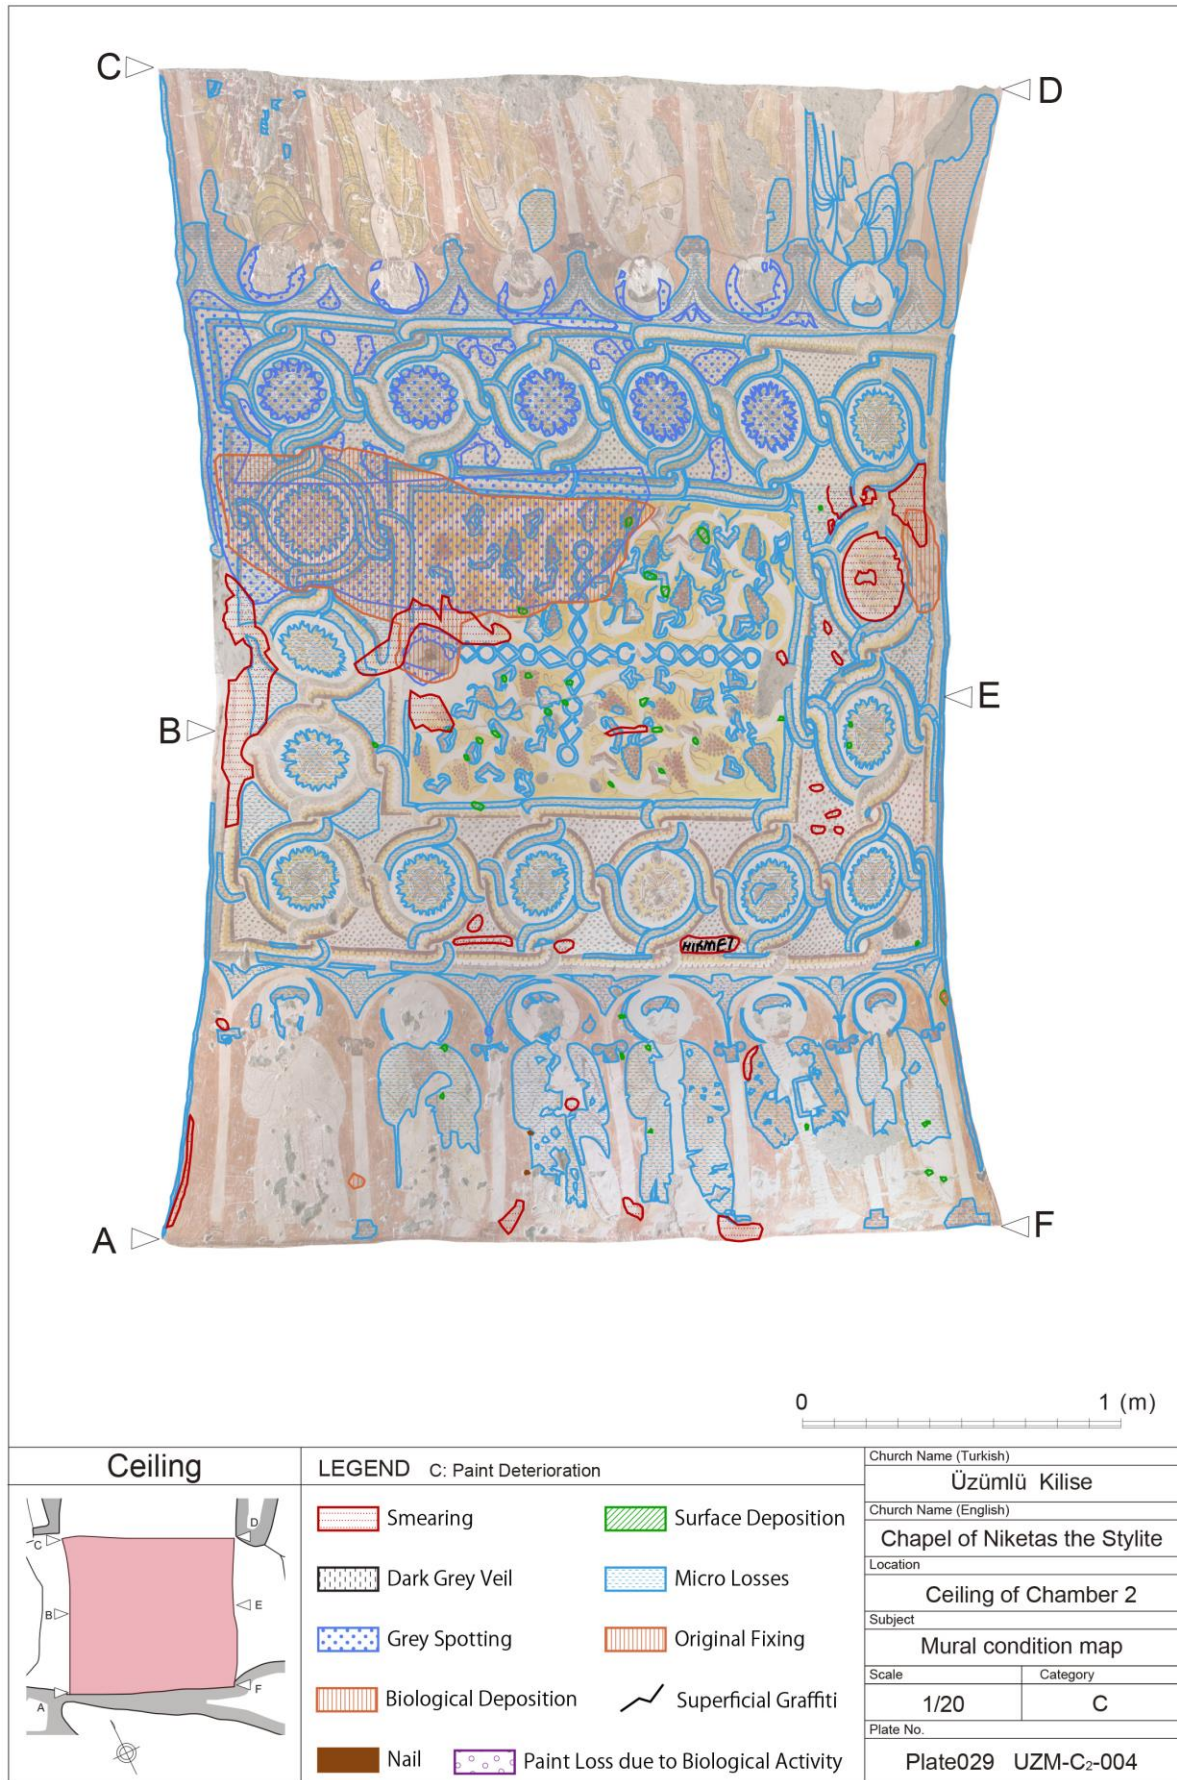 C
D
B
E
HIKMET
A
F
0 1 (m)
Ceiling
C
D
B
E
A
F
LEGEND C: Paint Deterioration
Smearing
Surface Deposition
Dark Grey Veil
Micro Losses
Grey Spotting
Original Fixing
Biological Deposition
Superficial Graffiti
Nail
Paint Loss due to Biological Activity
Church Name (Turkish)
Üzümlü Kilise
Church Name (English)
Chapel of Niketas the Stylite
Location
Ceiling of Chamber 2
Subject
Mural condition map
Scale
Category
1/20
C
Plate No.
Plate029 UZM-C₂-004